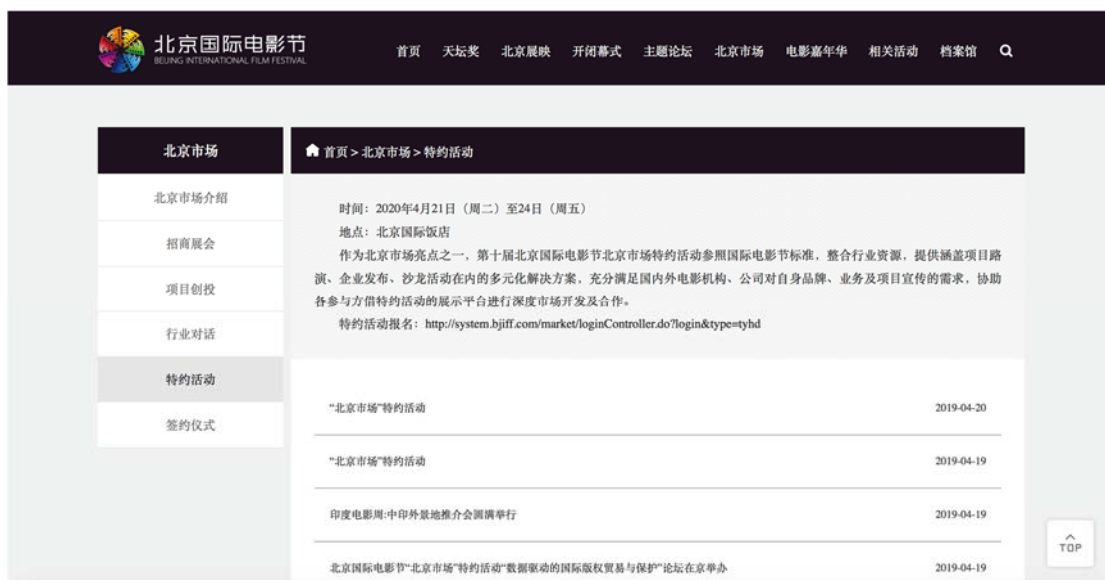 北京国际电影节
BEIJING INTERNATIONAL FILM FESTIVAL
首页 天坛奖 北京展映 开闭幕式 主题论坛 北京市场 电影嘉年华 相关活动 档案馆
北京市场
首页 > 北京市场 > 特约活动
北京市场介绍
招商展会
项目创投
行业对话
特约活动
签约仪式
时间：2020年4月21日（周二）至24日（周五）
地点：北京国际饭店
作为北京市场亮点之一，第十届北京国际电影节北京市场特约活动参照国际电影节标准，整合行业资源，提供涵盖项目路
演、企业发布、沙龙活动在内的多元化解决方案，充分满足国内外电影机构、公司对自身品牌、业务及项目宣传的需求，协助
各参与方借特约活动的展示平台进行深度市场开发及合作。
特约活动报名：http://system.bjiff.com/market/loginController.do?login&type=tyhd
“北京市场”特约活动 2019-04-20
“北京市场”特约活动 2019-04-19
印度电影周:中印外景地推介会圆满举行 2019-04-19
北京国际电影节“北京市场”特约活动“数据驱动的国际版权贸易与保护”论坛在京举办 2019-04-19
TOP